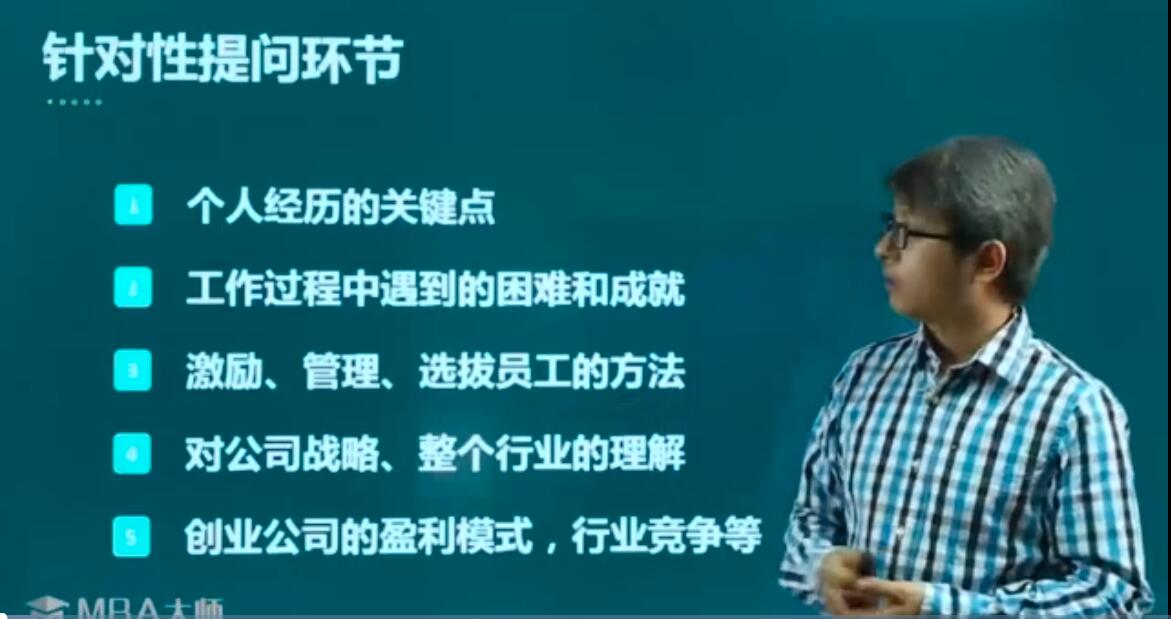 针对性提问环节
1 个人经历的关键点
2 工作过程中遇到的困难和成就
3 激励、管理、选拔员工的方法
4 对公司战略、整个行业的理解
5 创业公司的盈利模式，行业竞争等
MBA大师